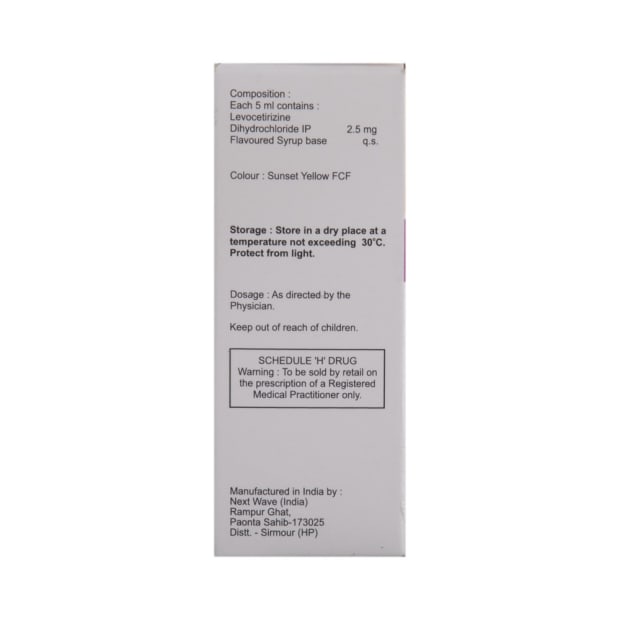 Composition :
Each 5 ml contains :
Levocetirizine
Dihydrochloride IP 2.5 mg
Flavoured Syrup base q.s.
Colour : Sunset Yellow FCF
Storage : Store in a dry place at a
temperature not exceeding 30°C.
Protect from light.
Dosage : As directed by the
Physician.
Keep out of reach of children.
SCHEDULE 'H' DRUG
Warning : To be sold by retail on
the prescription of a Registered
Medical Practitioner only.
Manufactured in India by :
Next Wave (India)
Rampur Ghat,
Paonta Sahib-173025
Distt. - Sirmour (HP)